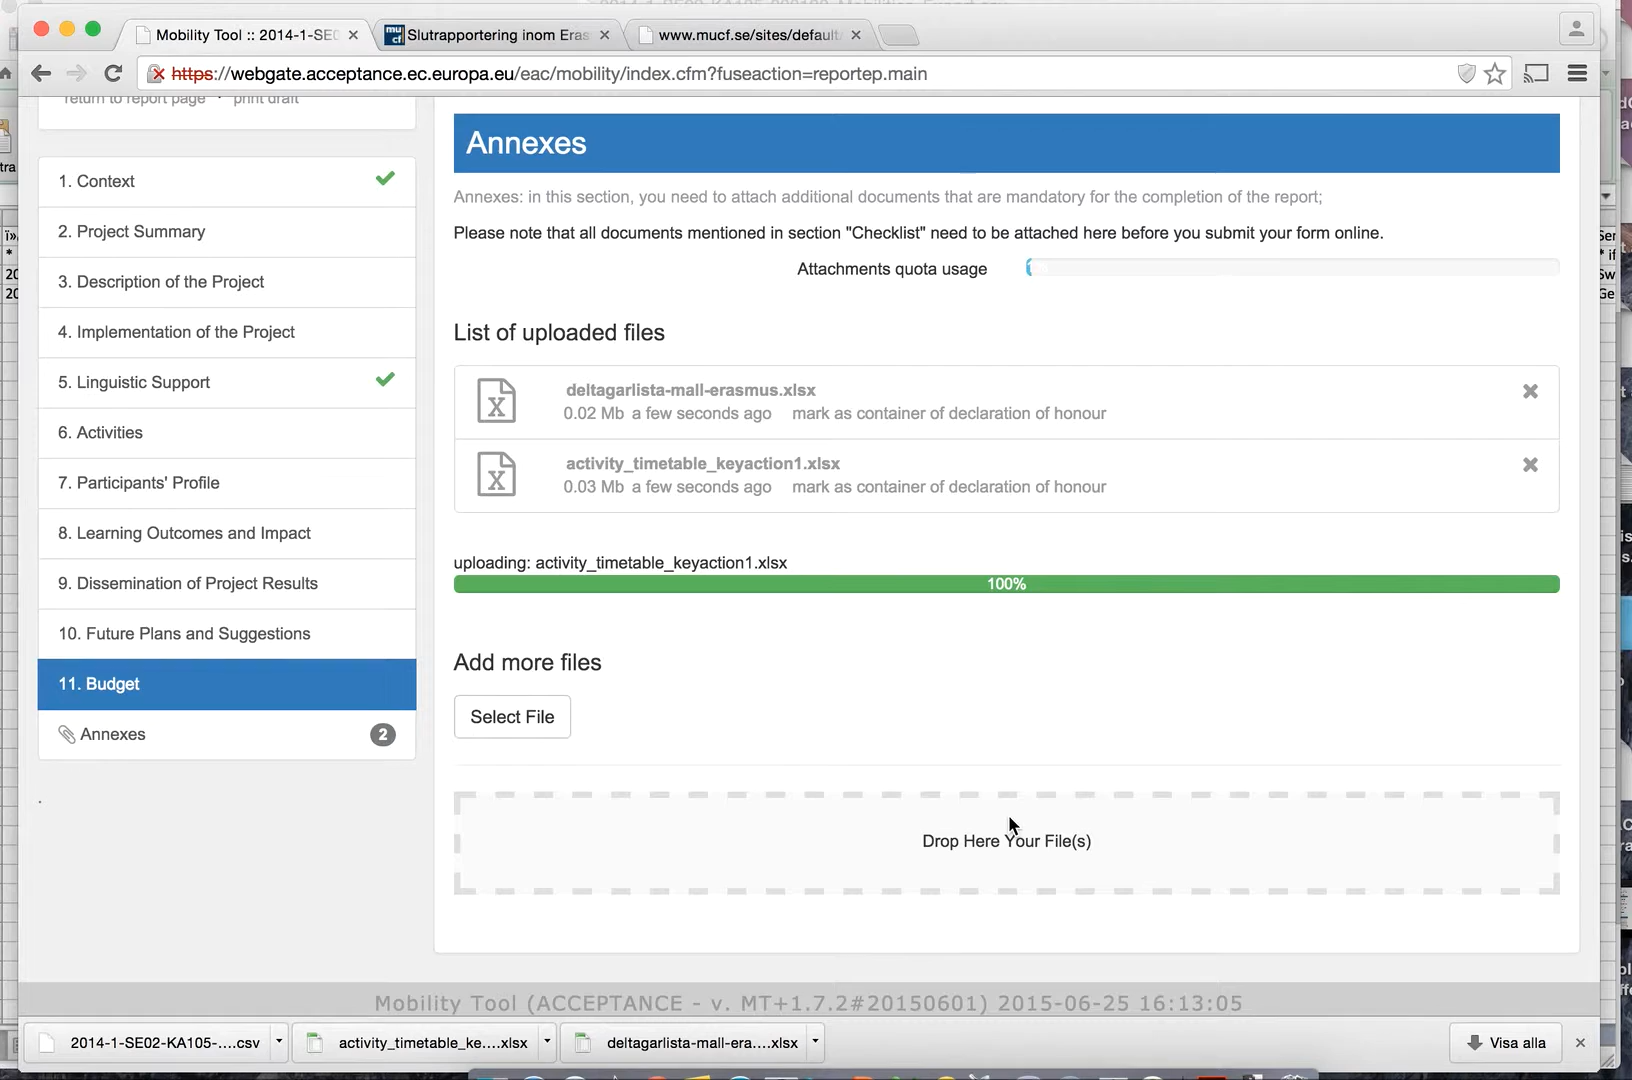 Mobility Tool :: 2014-1-SE0
Slutrapportering inom Eras
www.mucf.se/sites/default
https://webgate.acceptance.ec.europa.eu/eac/mobility/index.cfm?fuseaction=reportep.main
return to report page · print draft
1. Context
2. Project Summary
3. Description of the Project
4. Implementation of the Project
5. Linguistic Support
6. Activities
7. Participants' Profile
8. Learning Outcomes and Impact
9. Dissemination of Project Results
10. Future Plans and Suggestions
11. Budget
Annexes 2
Annexes
Annexes: in this section, you need to attach additional documents that are mandatory for the completion of the report;
Please note that all documents mentioned in section "Checklist" need to be attached here before you submit your form online.
Attachments quota usage
List of uploaded files
deltagarlista-mall-erasmus.xlsx
0.02 Mb a few seconds ago mark as container of declaration of honour
activity_timetable_keyaction1.xlsx
0.03 Mb a few seconds ago mark as container of declaration of honour
uploading: activity_timetable_keyaction1.xlsx
100%
Add more files
Select File
Drop Here Your File(s)
Mobility Tool (ACCEPTANCE - v. MT+1.7.2#20150601) 2015-06-25 16:13:05
2014-1-SE02-KA105-....csv
activity_timetable_ke....xlsx
deltagarlista-mall-era....xlsx
Visa alla